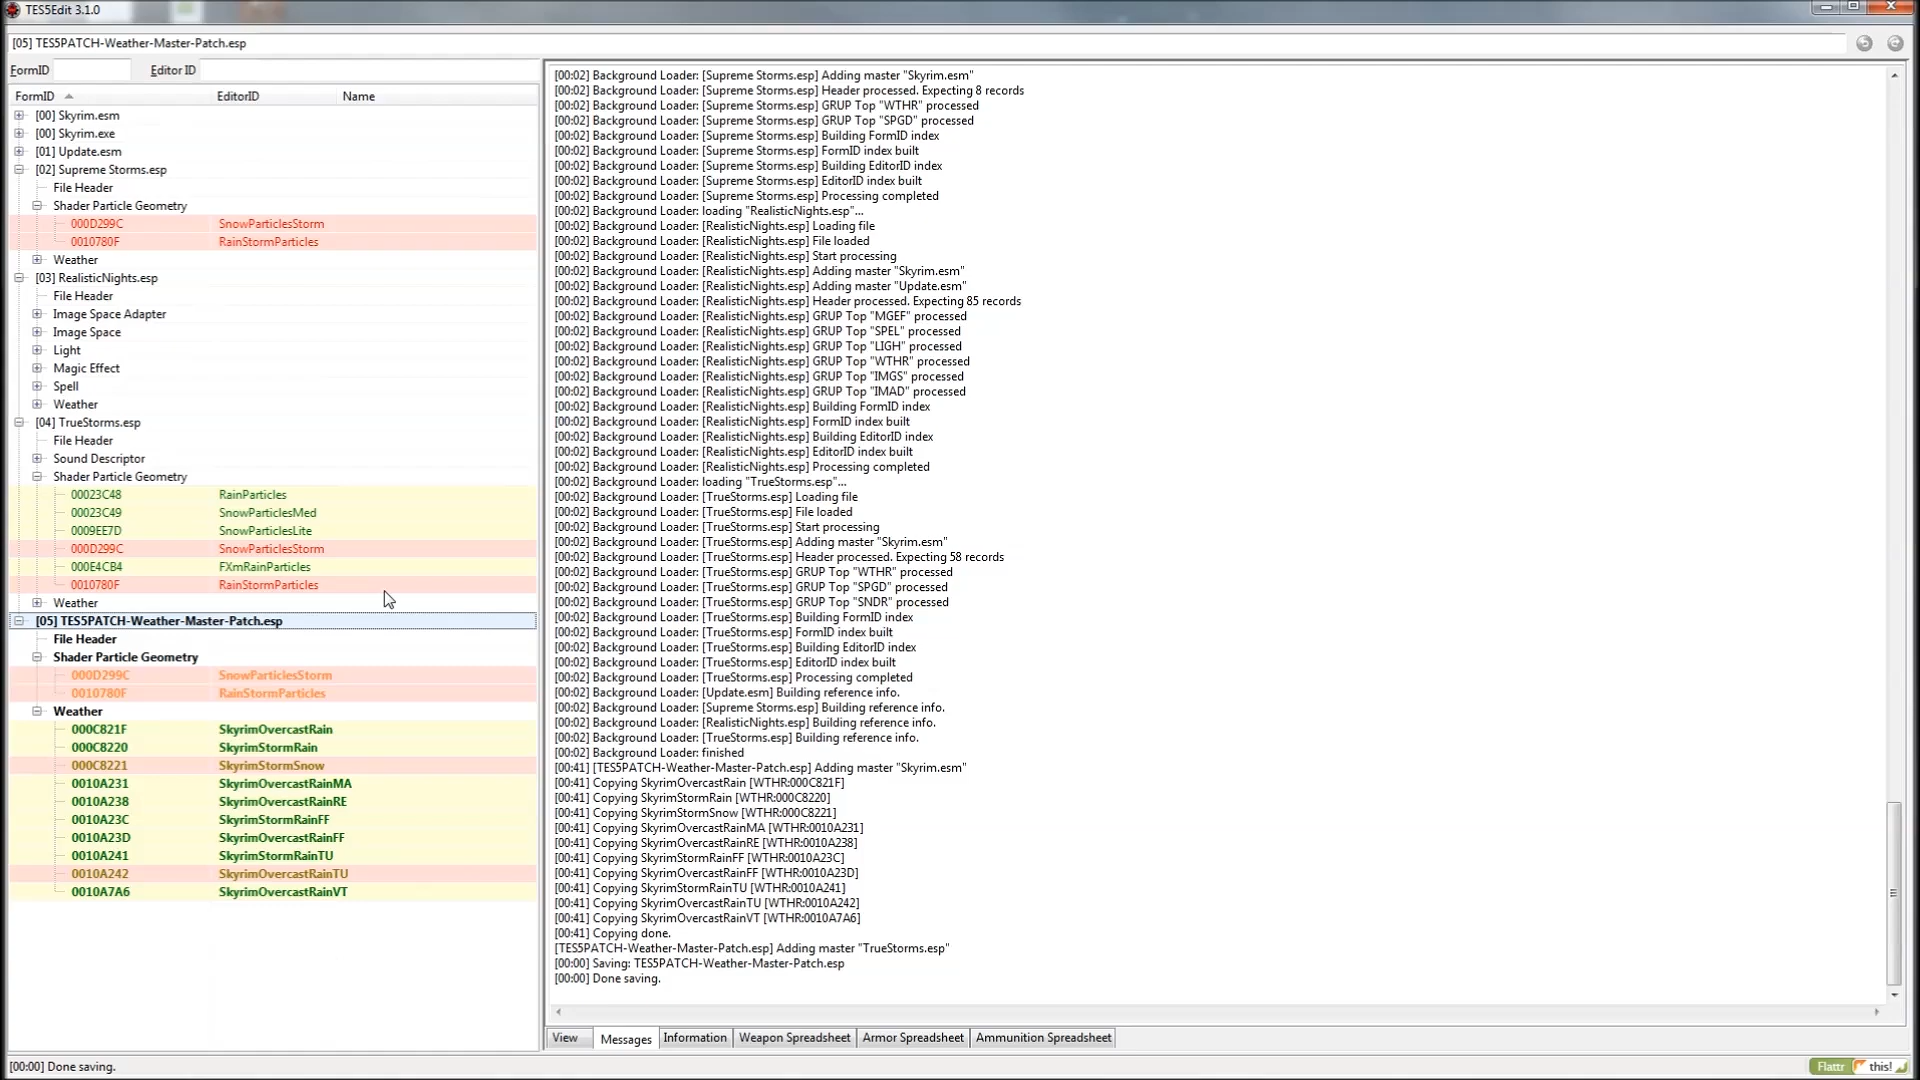 TES5Edit 3.1.0
[05] TES5PATCH-Weather-Master-Patch.esp
FormID Editor ID
FormID EditorID Name
[00] Skyrim.esm
[00] Skyrim.exe
[01] Update.esm
[02] Supreme Storms.esp
File Header
Shader Particle Geometry
000D299C SnowParticlesStorm
0010780F RainStormParticles
Weather
[03] RealisticNights.esp
File Header
Image Space Adapter
Image Space
Light
Magic Effect
Spell
Weather
[04] TrueStorms.esp
File Header
Sound Descriptor
Shader Particle Geometry
00023C48 RainParticles
00023C49 SnowParticlesMed
0009EE7D SnowParticlesLite
000D299C SnowParticlesStorm
000E4CB4 FXmRainParticles
0010780F RainStormParticles
Weather
[05] TES5PATCH-Weather-Master-Patch.esp
File Header
Shader Particle Geometry
000D299C SnowParticlesStorm
0010780F RainStormParticles
Weather
000C821F SkyrimOvercastRain
000C8220 SkyrimStormRain
000C8221 SkyrimStormSnow
0010A231 SkyrimOvercastRainMA
0010A238 SkyrimOvercastRainRE
0010A23C SkyrimStormRainFF
0010A23D SkyrimOvercastRainFF
0010A241 SkyrimStormRainTU
0010A242 SkyrimOvercastRainTU
0010A7A6 SkyrimOvercastRainVT
[00:02] Background Loader: [Supreme Storms.esp] Adding master "Skyrim.esm"
[00:02] Background Loader: [Supreme Storms.esp] Header processed. Expecting 8 records
[00:02] Background Loader: [Supreme Storms.esp] GRUP Top "WTHR" processed
[00:02] Background Loader: [Supreme Storms.esp] GRUP Top "SPGD" processed
[00:02] Background Loader: [Supreme Storms.esp] Building FormID index
[00:02] Background Loader: [Supreme Storms.esp] FormID index built
[00:02] Background Loader: [Supreme Storms.esp] Building EditorID index
[00:02] Background Loader: [Supreme Storms.esp] EditorID index built
[00:02] Background Loader: [Supreme Storms.esp] Processing completed
[00:02] Background Loader: loading "RealisticNights.esp"...
[00:02] Background Loader: [RealisticNights.esp] Loading file
[00:02] Background Loader: [RealisticNights.esp] File loaded
[00:02] Background Loader: [RealisticNights.esp] Start processing
[00:02] Background Loader: [RealisticNights.esp] Adding master "Skyrim.esm"
[00:02] Background Loader: [RealisticNights.esp] Adding master "Update.esm"
[00:02] Background Loader: [RealisticNights.esp] Header processed. Expecting 85 records
[00:02] Background Loader: [RealisticNights.esp] GRUP Top "MGEF" processed
[00:02] Background Loader: [RealisticNights.esp] GRUP Top "SPEL" processed
[00:02] Background Loader: [RealisticNights.esp] GRUP Top "LIGH" processed
[00:02] Background Loader: [RealisticNights.esp] GRUP Top "WTHR" processed
[00:02] Background Loader: [RealisticNights.esp] GRUP Top "IMGS" processed
[00:02] Background Loader: [RealisticNights.esp] GRUP Top "IMAD" processed
[00:02] Background Loader: [RealisticNights.esp] Building FormID index
[00:02] Background Loader: [RealisticNights.esp] FormID index built
[00:02] Background Loader: [RealisticNights.esp] Building EditorID index
[00:02] Background Loader: [RealisticNights.esp] EditorID index built
[00:02] Background Loader: [RealisticNights.esp] Processing completed
[00:02] Background Loader: loading "TrueStorms.esp"...
[00:02] Background Loader: [TrueStorms.esp] Loading file
[00:02] Background Loader: [TrueStorms.esp] File loaded
[00:02] Background Loader: [TrueStorms.esp] Start processing
[00:02] Background Loader: [TrueStorms.esp] Adding master "Skyrim.esm"
[00:02] Background Loader: [TrueStorms.esp] Header processed. Expecting 58 records
[00:02] Background Loader: [TrueStorms.esp] GRUP Top "WTHR" processed
[00:02] Background Loader: [TrueStorms.esp] GRUP Top "SPGD" processed
[00:02] Background Loader: [TrueStorms.esp] GRUP Top "SNDR" processed
[00:02] Background Loader: [TrueStorms.esp] Building FormID index
[00:02] Background Loader: [TrueStorms.esp] FormID index built
[00:02] Background Loader: [TrueStorms.esp] Building EditorID index
[00:02] Background Loader: [TrueStorms.esp] EditorID index built
[00:02] Background Loader: [TrueStorms.esp] Processing completed
[00:02] Background Loader: [Update.esm] Building reference info.
[00:02] Background Loader: [Supreme Storms.esp] Building reference info.
[00:02] Background Loader: [RealisticNights.esp] Building reference info.
[00:02] Background Loader: [TrueStorms.esp] Building reference info.
[00:02] Background Loader: finished
[00:41] [TES5PATCH-Weather-Master-Patch.esp] Adding master "Skyrim.esm"
[00:41] Copying SkyrimOvercastRain [WTHR:000C821F]
[00:41] Copying SkyrimStormRain [WTHR:000C8220]
[00:41] Copying SkyrimStormSnow [WTHR:000C8221]
[00:41] Copying SkyrimOvercastRainMA [WTHR:0010A231]
[00:41] Copying SkyrimOvercastRainRE [WTHR:0010A238]
[00:41] Copying SkyrimStormRainFF [WTHR:0010A23C]
[00:41] Copying SkyrimOvercastRainFF [WTHR:0010A23D]
[00:41] Copying SkyrimStormRainTU [WTHR:0010A241]
[00:41] Copying SkyrimOvercastRainTU [WTHR:0010A242]
[00:41] Copying SkyrimOvercastRainVT [WTHR:0010A7A6]
[00:41] Copying done.
[TES5PATCH-Weather-Master-Patch.esp] Adding master "TrueStorms.esp"
[00:00] Saving: TES5PATCH-Weather-Master-Patch.esp
[00:00] Done saving.
View Messages Information Weapon Spreadsheet Armor Spreadsheet Ammunition Spreadsheet
[00:00] Done saving.
Flattr this!